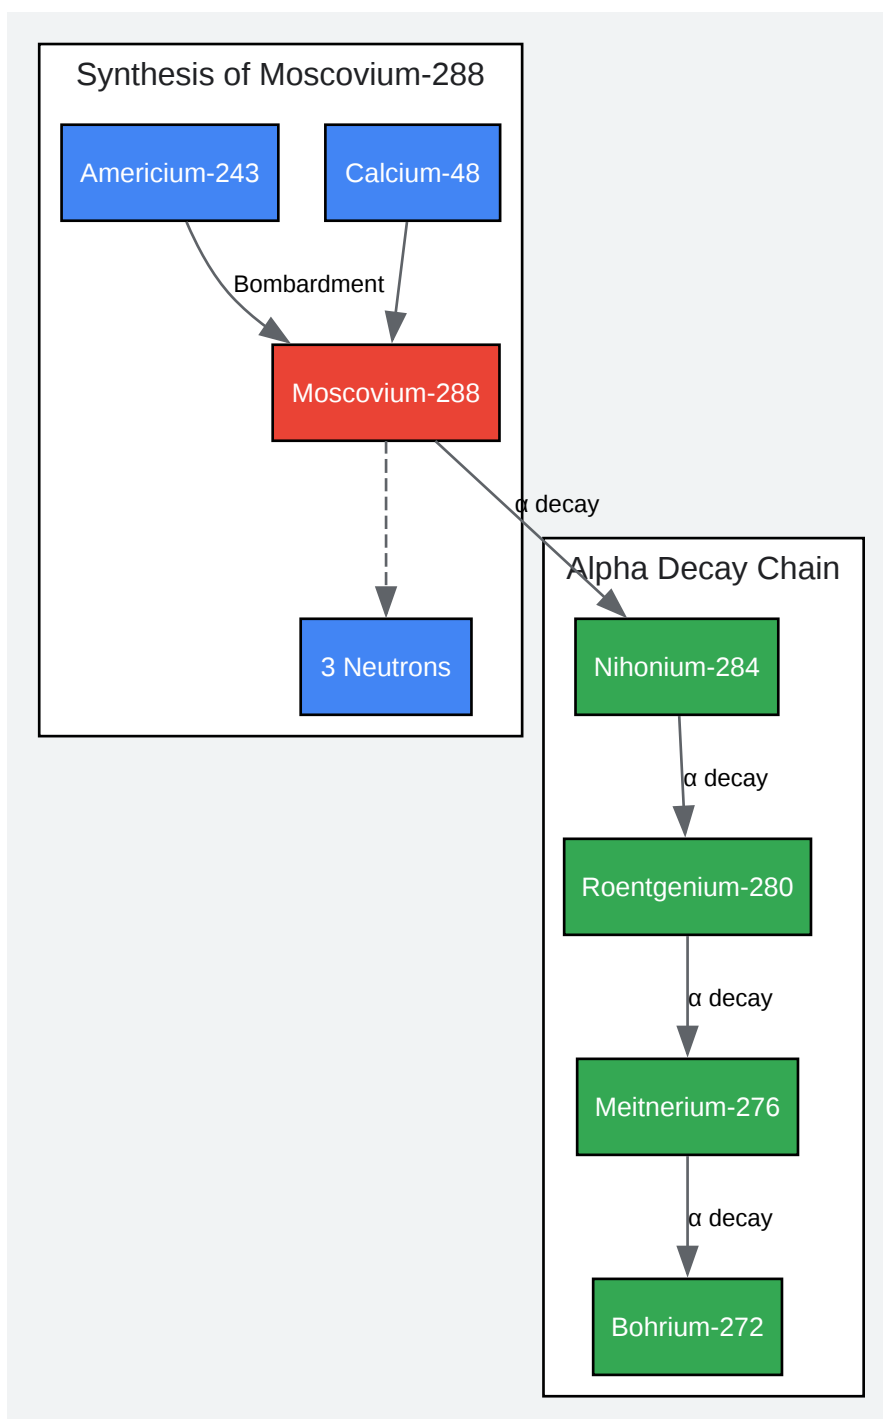 Synthesis of Moscovium-288
Americium-243
Calcium-48
Bombardment
Moscovium-288
α decay
3 Neutrons
Alpha Decay Chain
Nihonium-284
α decay
Roentgenium-280
α decay
Meitnerium-276
α decay
Bohrium-272